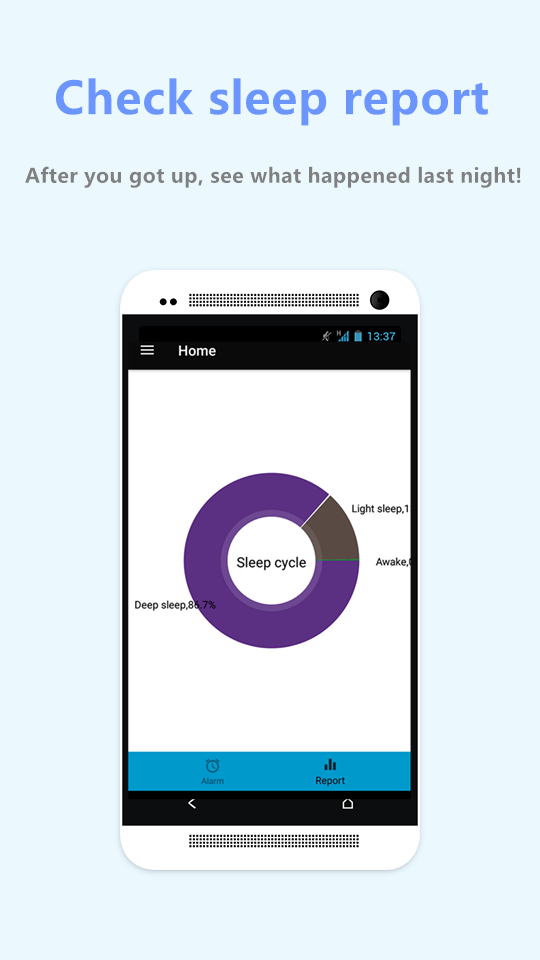 Check sleep report
After you got up, see what happened last night!
H
13:37
Home
Light sleep,1
Awake,
Sleep cycle
Deep sleep,86.7%
Alarm
Report